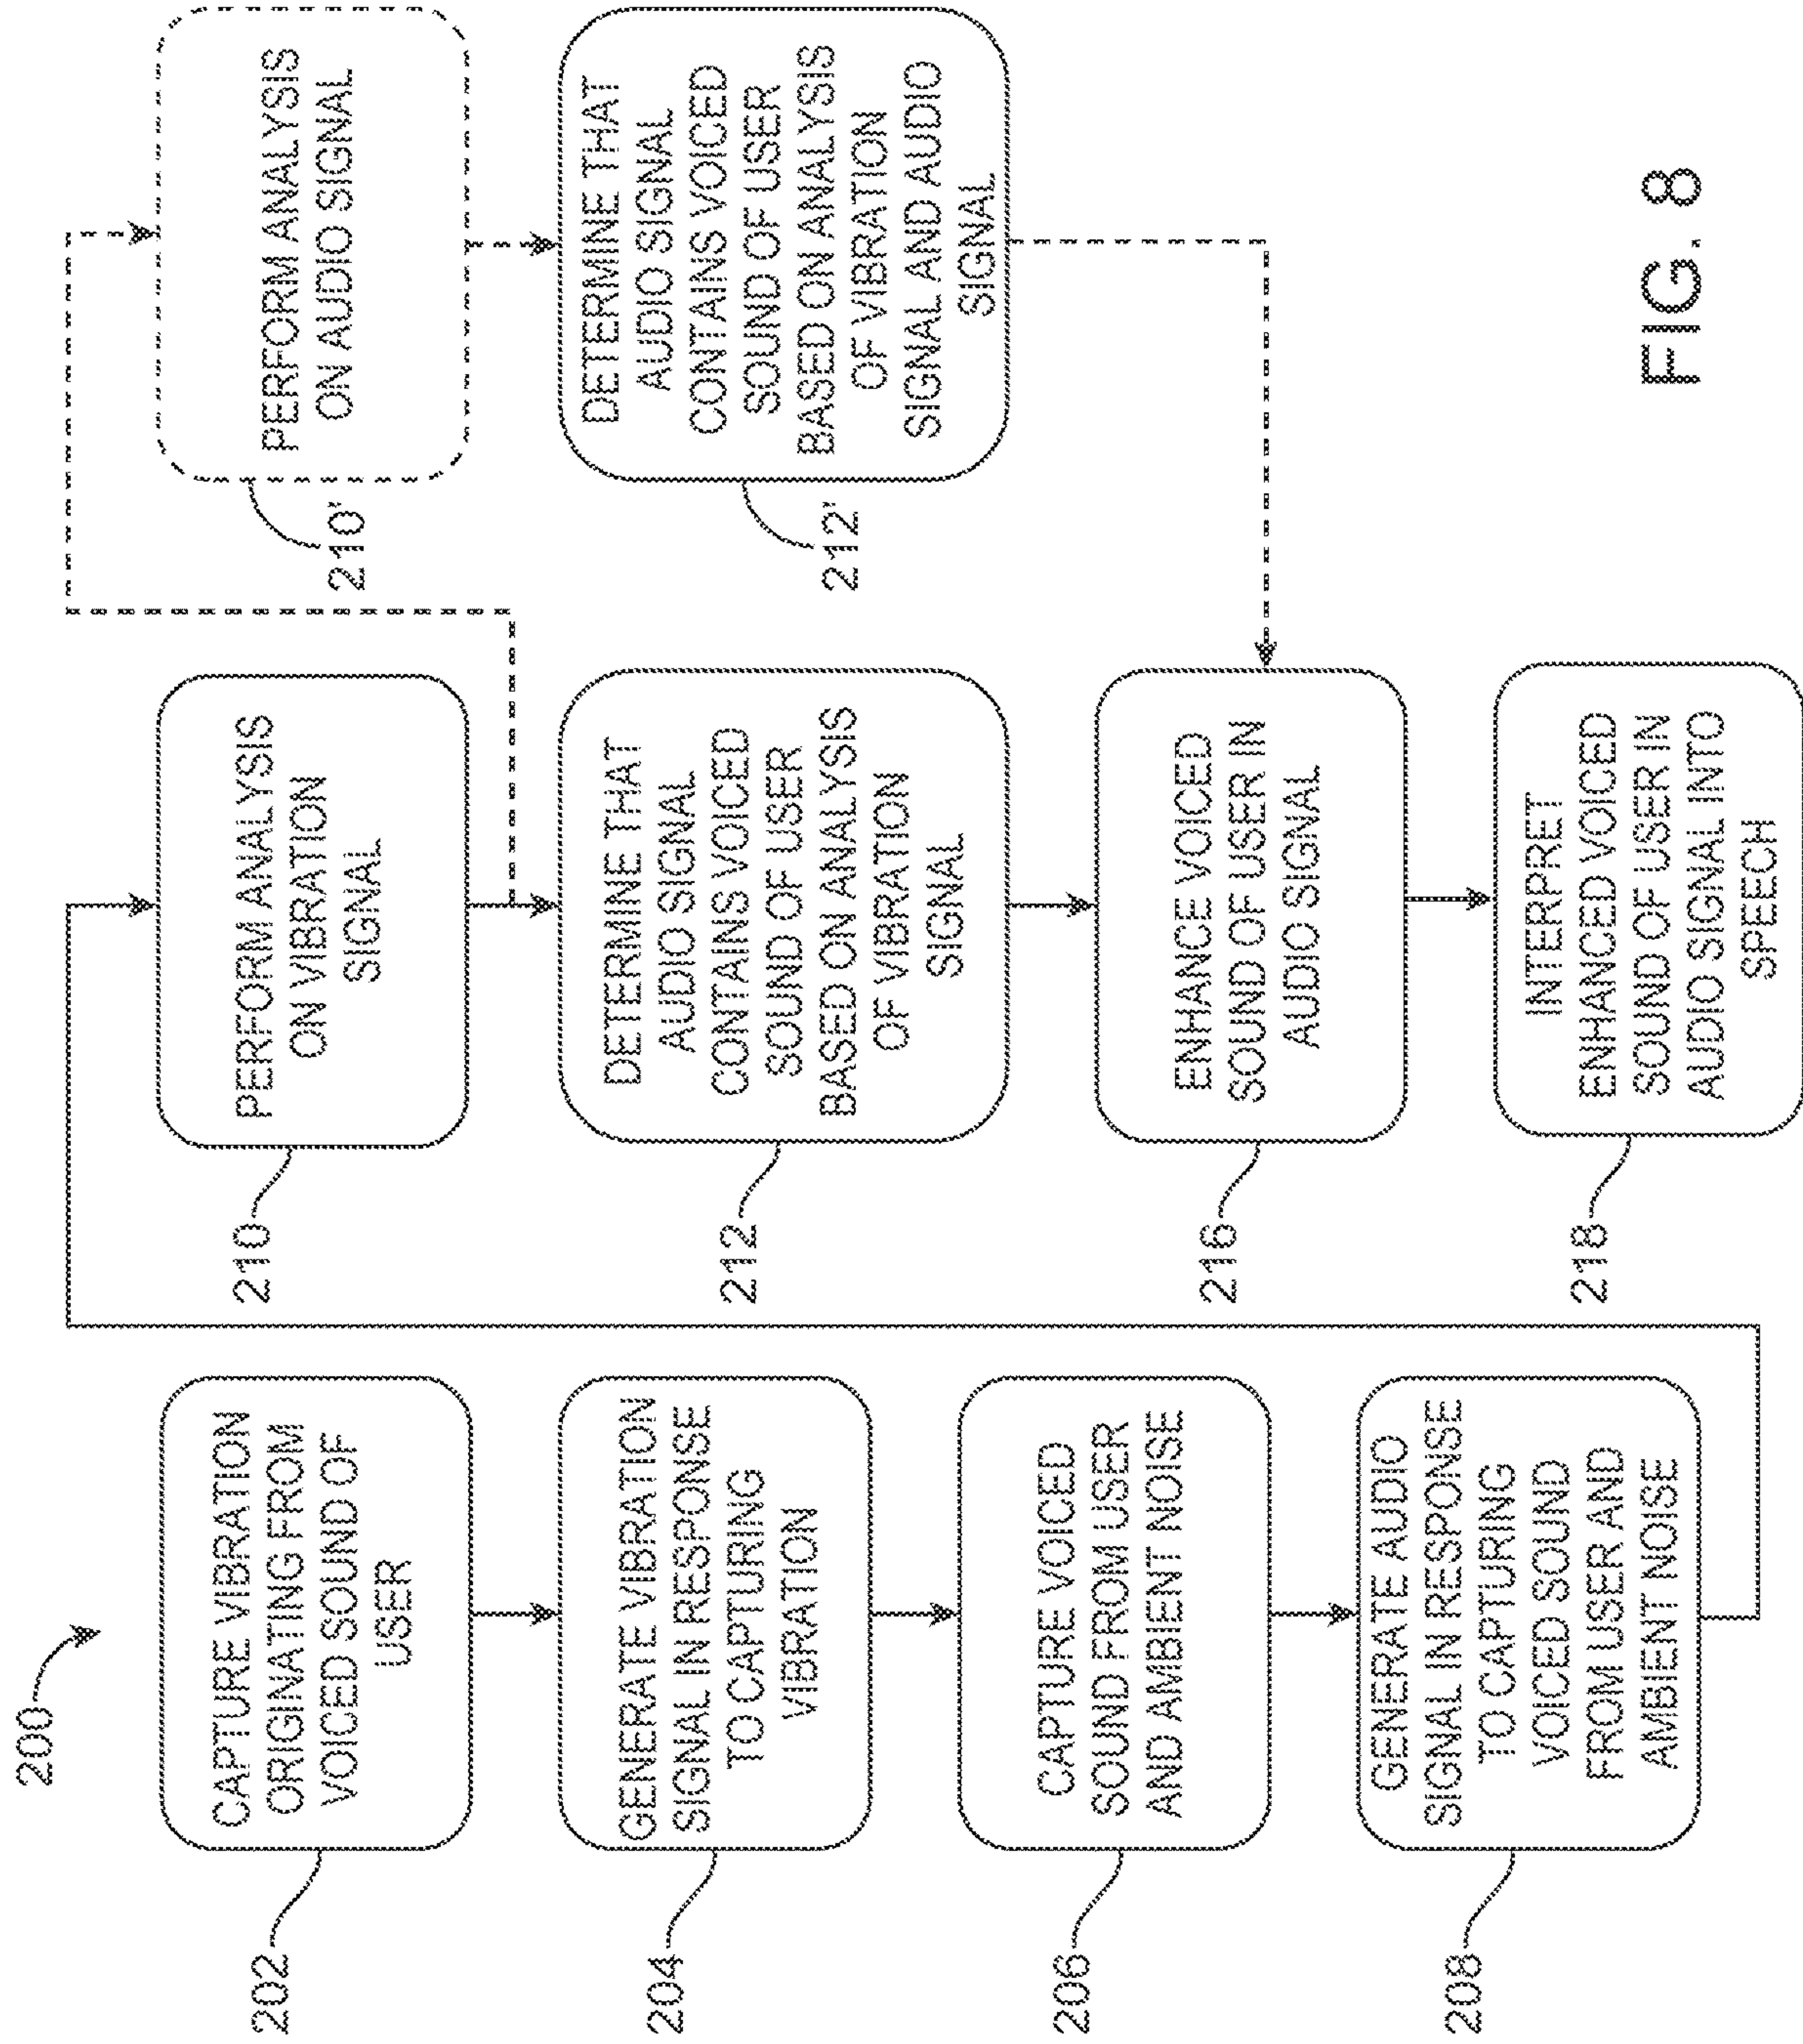 200
202
CAPTURE VIBRATION
ORIGINATING FROM
VOICED SOUND OF
USER
204
GENERATE VIBRATION
SIGNAL IN RESPONSE
TO CAPTURING
VIBRATION
206
CAPTURE VOICED
SOUND FROM USER
AND AMBIENT NOISE
208
GENERATE AUDIO
SIGNAL IN RESPONSE
TO CAPTURING
VOICED SOUND
FROM USER AND
AMBIENT NOISE
210
PERFORM ANALYSIS
ON VIBRATION
SIGNAL
212
DETERMINE THAT
AUDIO SIGNAL
CONTAINS VOICED
SOUND OF USER
BASED ON ANALYSIS
OF VIBRATION
SIGNAL
216
ENHANCE VOICED
SOUND OF USER IN
AUDIO SIGNAL
218
INTERPRET
ENHANCED VOICED
SOUND OF USER IN
AUDIO SIGNAL INTO
SPEECH
210'
PERFORM ANALYSIS
ON AUDIO SIGNAL
212'
DETERMINE THAT
AUDIO SIGNAL
CONTAINS VOICED
SOUND OF USER
BASED ON ANALYSIS
OF VIBRATION
SIGNAL AND AUDIO
SIGNAL
FIG. 8